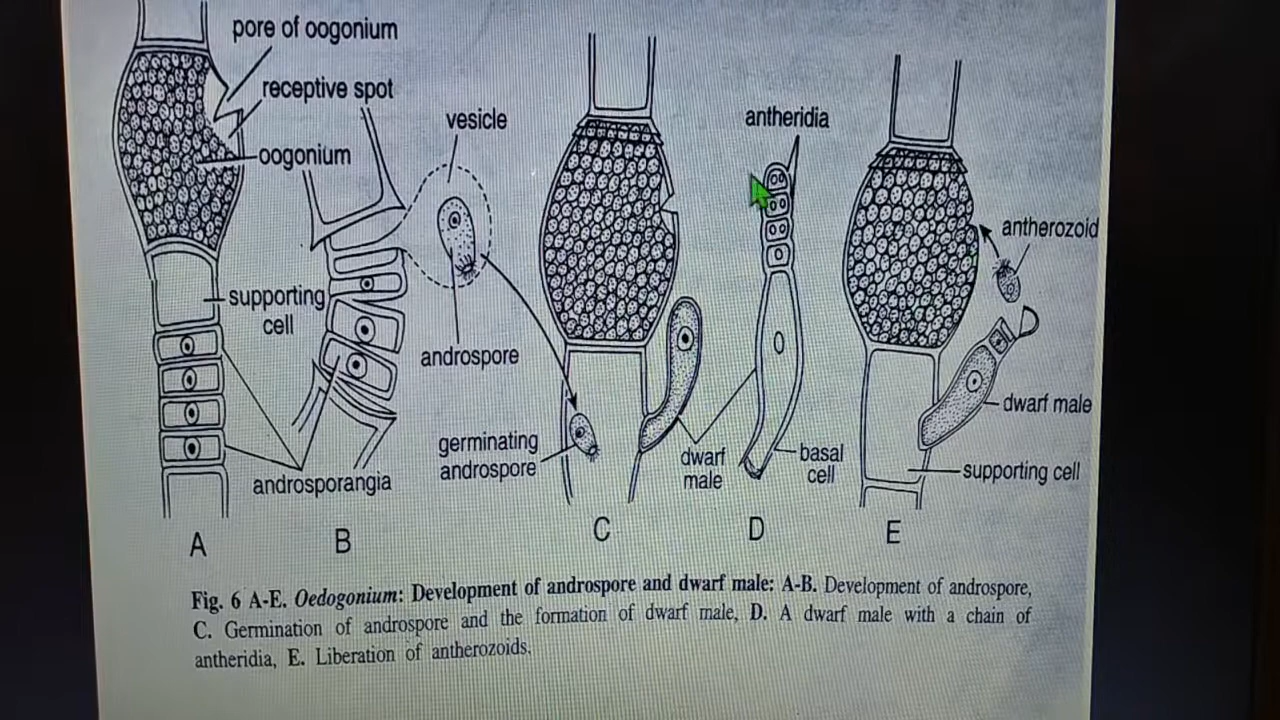 pore of oogonium
receptive spot
oogonium
vesicle
antheridia
antherozoid
supporting
cell
androspore
germinating
androspore
androsporangia
dwarf
male
basal
cell
dwarf male
supporting cell
A
B
C
D
E
Fig. 6 A-E. Oedogonium: Development of androspore and dwarf male: A-B. Development of androspore,
C. Germination of androspore and the formation of dwarf male, D. A dwarf male with a chain of
antheridia, E. Liberation of antherozoids.